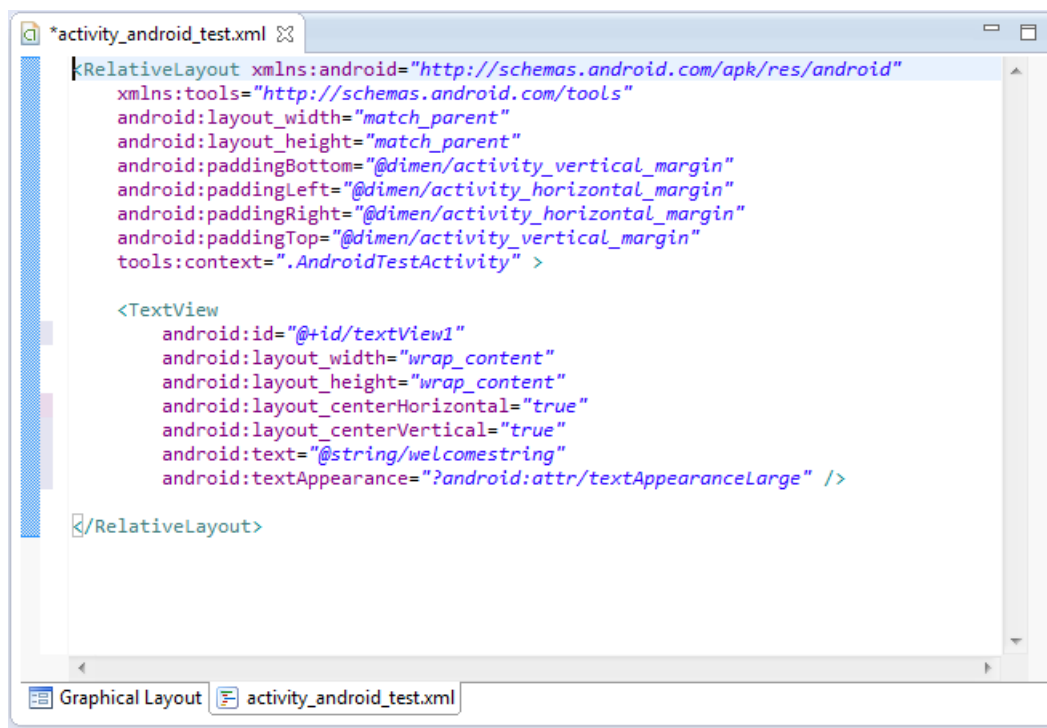 *activity_android_test.xml
<RelativeLayout xmlns:android="http://schemas.android.com/apk/res/android"
    xmlns:tools="http://schemas.android.com/tools"
    android:layout_width="match_parent"
    android:layout_height="match_parent"
    android:paddingBottom="@dimen/activity_vertical_margin"
    android:paddingLeft="@dimen/activity_horizontal_margin"
    android:paddingRight="@dimen/activity_horizontal_margin"
    android:paddingTop="@dimen/activity_vertical_margin"
    tools:context=".AndroidTestActivity" >
    <TextView
        android:id="@+id/textView1"
        android:layout_width="wrap_content"
        android:layout_height="wrap_content"
        android:layout_centerHorizontal="true"
        android:layout_centerVertical="true"
        android:text="@string/welcomestring"
        android:textAppearance="?android:attr/textAppearanceLarge" />
</RelativeLayout>
Graphical Layout activity_android_test.xml